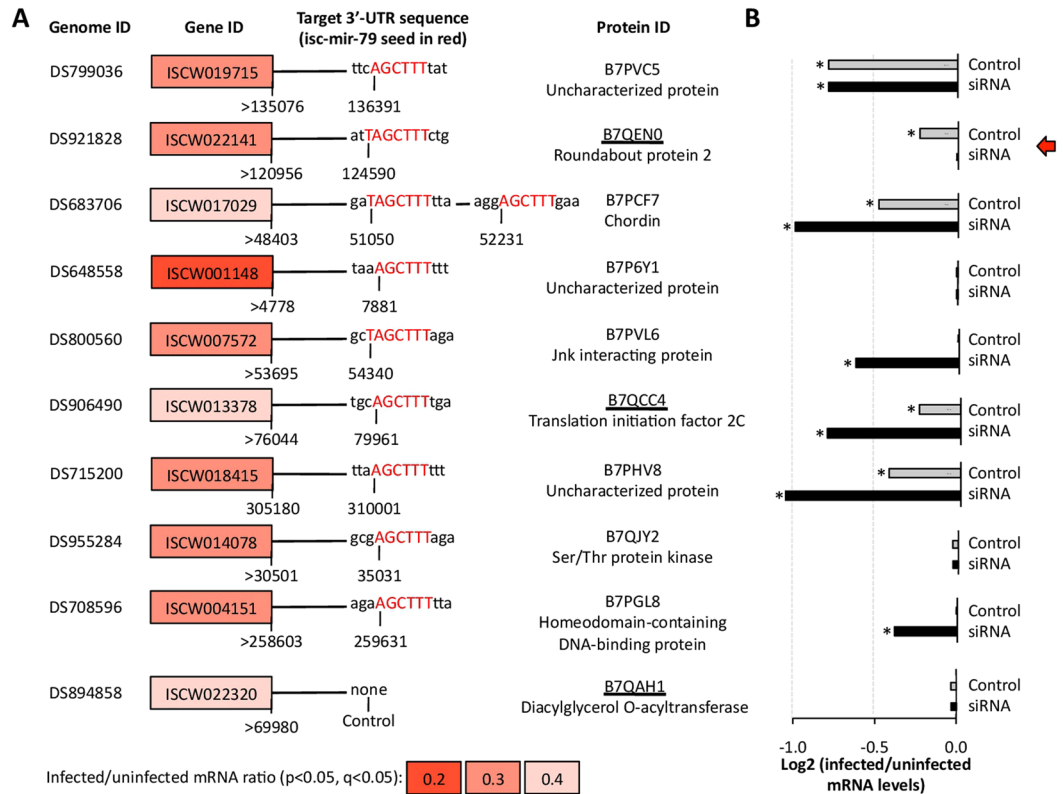 A
B
Genome ID
Gene ID
Target 3’-UTR sequence
(isc-mir-79 seed in red)
Protein ID
DS799036
ISCW019715
ttcAGCTTTtat
>135076
136391
B7PVC5
Uncharacterized protein
*
*
Control
siRNA
DS921828
ISCW022141
atTAGCTTTctg
>120956
124590
B7QEN0
Roundabout protein 2
*
Control
siRNA
DS683706
ISCW017029
gaTAGCTTTtta
aggAGCTTTgaa
>48403
51050
52231
B7PCF7
Chordin
*
*
Control
siRNA
DS648558
ISCW001148
taaAGCTTTttt
>4778
7881
B7P6Y1
Uncharacterized protein
Control
siRNA
DS800560
ISCW007572
gcTAGCTTTaga
>53695
54340
B7PVL6
Jnk interacting protein
*
Control
siRNA
DS906490
ISCW013378
tgcAGCTTTtga
>76044
79961
B7QCC4
Translation initiation factor 2C
*
*
Control
siRNA
DS715200
ISCW018415
ttaAGCTTTttt
305180
310001
B7PHV8
Uncharacterized protein
*
*
Control
siRNA
DS955284
ISCW014078
gcgAGCTTTaga
>30501
35031
B7QJY2
Ser/Thr protein kinase
Control
siRNA
DS708596
ISCW004151
agaAGCTTTtta
>258603
259631
B7PGL8
Homeodomain-containing
DNA-binding protein
*
Control
siRNA
DS894858
ISCW022320
none
Control
>69980
B7QAH1
Diacylglycerol O-acyltransferase
Control
siRNA
-1.0
-0.5
0.0
Log2 (infected/uninfected
mRNA levels)
Infected/uninfected mRNA ratio (p<0.05, q<0.05):
0.2
0.3
0.4